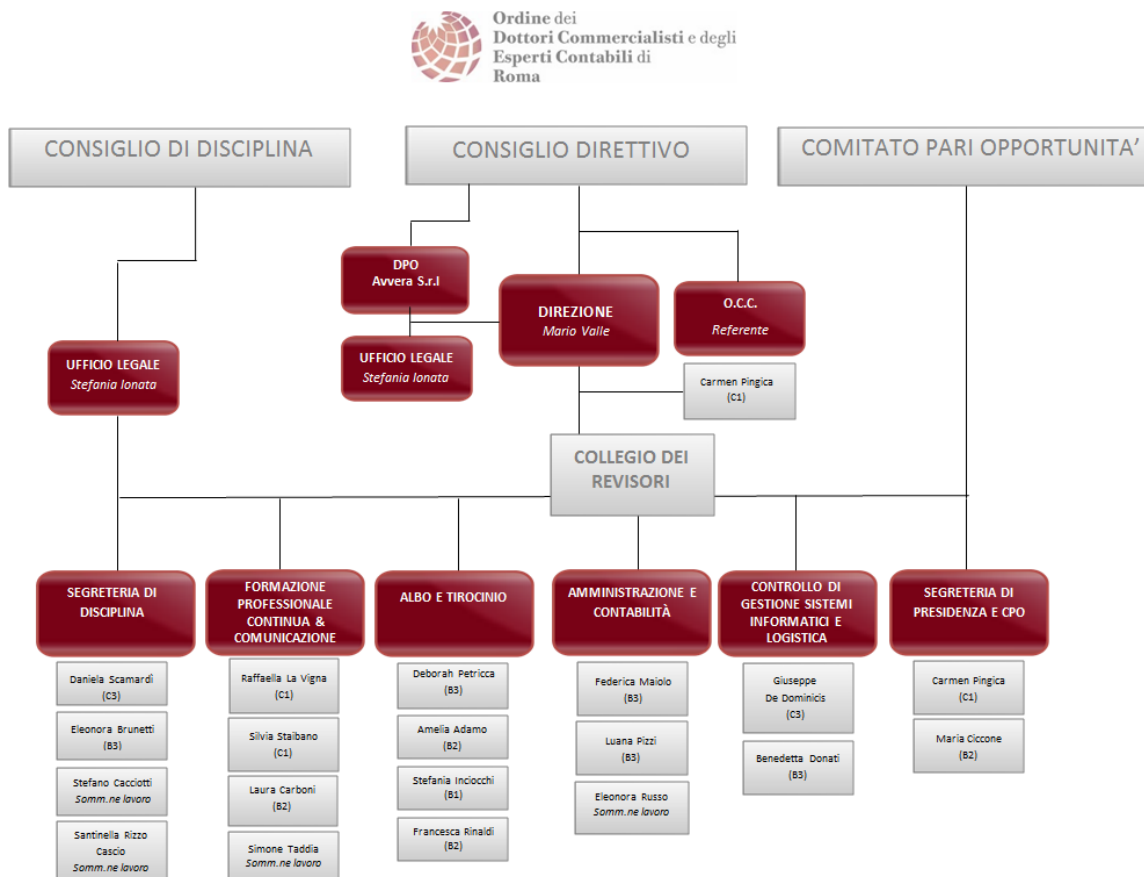 Ordine dei
Dottori Commercialisti e degli
Esperti Contabili di
Roma
CONSIGLIO DI DISCIPLINA
CONSIGLIO DIRETTIVO
COMITATO PARI OPPORTUNITA’
DPO
Avvera S.r.l
DIREZIONE
Mario Valle
O.C.C.
Referente
UFFICIO LEGALE
Stefania Ionata
UFFICIO LEGALE
Stefania Ionata
Carmen Pingica
(C1)
COLLEGIO DEI
REVISORI
SEGRETERIA DI
DISCIPLINA
Daniela Scamardì
(C3)
Eleonora Brunetti
(B3)
Stefano Cacciotti
Somm.ne lavoro
Santinella Rizzo
Cascio
Somm.ne lavoro
FORMAZIONE
PROFESSIONALE
CONTINUA &
COMUNICAZIONE
Raffaella La Vigna
(C1)
Silvia Staibano
(C1)
Laura Carboni
(B2)
Simone Taddia
Somm.ne lavoro
ALBO E TIROCINIO
Deborah Petricca
(B3)
Amelia Adamo
(B2)
Stefania Inciocchi
(B1)
Francesca Rinaldi
(B2)
AMMINISTRAZIONE E
CONTABILITÀ
Federica Maiolo
(B3)
Luana Pizzi
(B3)
Eleonora Russo
Somm.ne lavoro
CONTROLLO DI
GESTIONE SISTEMI
INFORMATICI E
LOGISTICA
Giuseppe
De Dominicis
(C3)
Benedetta Donati
(B3)
SEGRETERIA DI
PRESIDENZA E CPO
Carmen Pingica
(C1)
Maria Ciccone
(B2)